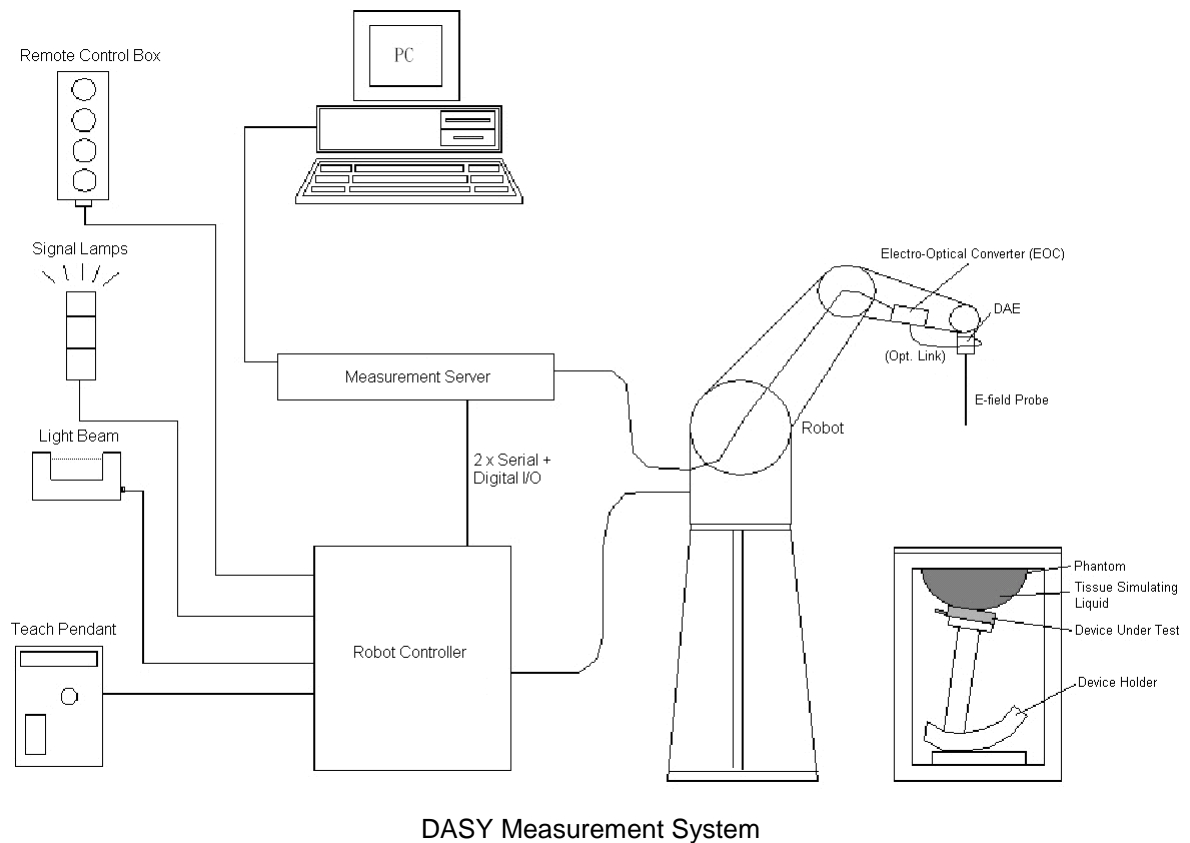 Remote Control Box
PC
Signal Lamps
Electro-Optical Converter (EOC)
DAE
(Opt. Link)
Measurement Server
E-field Probe
Robot
Light Beam
2 x Serial +
Digital I/O
Phantom
Tissue Simulating
Liquid
Device Under Test
Teach Pendant
Robot Controller
Device Holder
DASY Measurement System